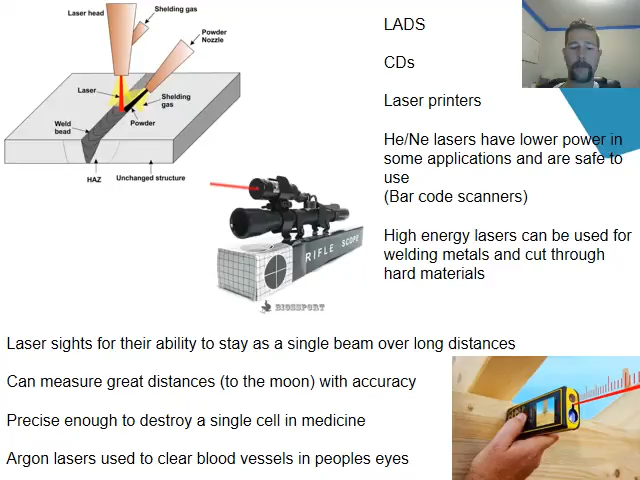 Laser head
Shelding gas
Powder
Nozzle
Laser
Shelding
gas
Weld
bead
Powder
HAZ
Unchanged structure
LADS
CDs
Laser printers
He/Ne lasers have lower power in
some applications and are safe to
use
(Bar code scanners)
High energy lasers can be used for
welding metals and cut through
hard materials
RIFLE SCOPE
BIOSSPORT
Laser sights for their ability to stay as a single beam over long distances
Can measure great distances (to the moon) with accuracy
Precise enough to destroy a single cell in medicine
Argon lasers used to clear blood vessels in peoples eyes